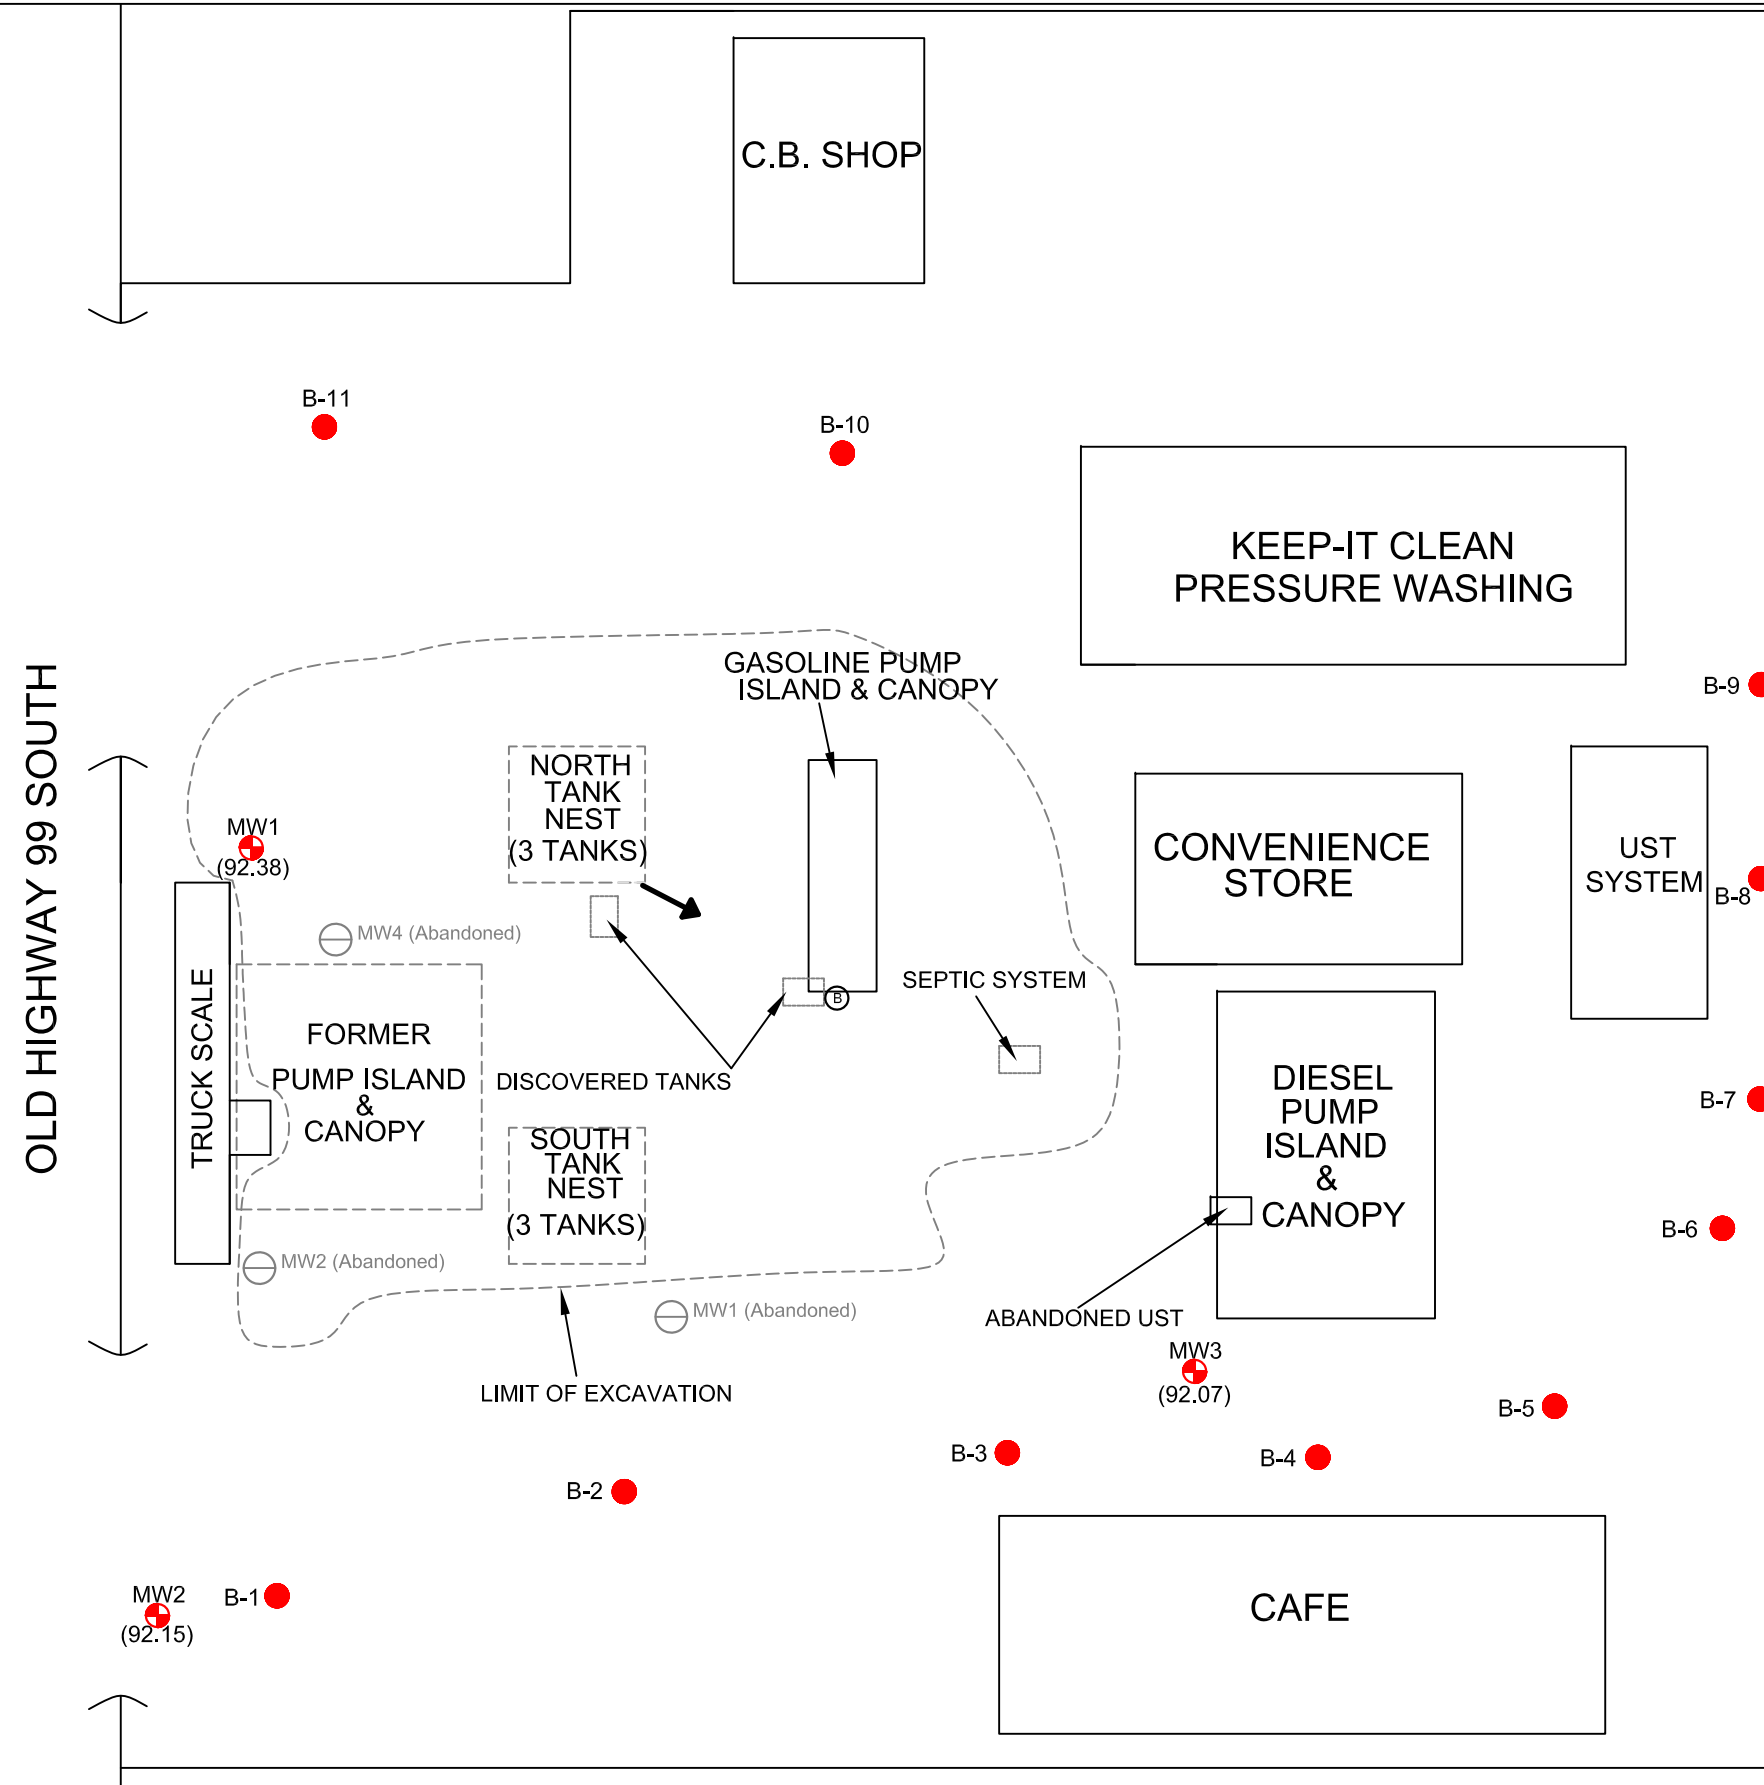 C.B. SHOP
B-11
B-10
KEEP-IT CLEAN
PRESSURE WASHING
OLD HIGHWAY 99 SOUTH
GASOLINE PUMP
ISLAND & CANOPY
B-9
NORTH
TANK
NEST
(3 TANKS)
MW1
(92.38)
CONVENIENCE
STORE
UST
SYSTEM
B-8
MW4 (Abandoned)
SEPTIC SYSTEM
B
TRUCK SCALE
FORMER
PUMP ISLAND
&
CANOPY
DISCOVERED TANKS
DIESEL
PUMP
ISLAND
&
CANOPY
B-7
SOUTH
TANK
NEST
(3 TANKS)
B-6
MW2 (Abandoned)
MW1 (Abandoned)
ABANDONED UST
MW3
(92.07)
LIMIT OF EXCAVATION
B-5
B-3
B-4
B-2
MW2
(92.15)
B-1
CAFE